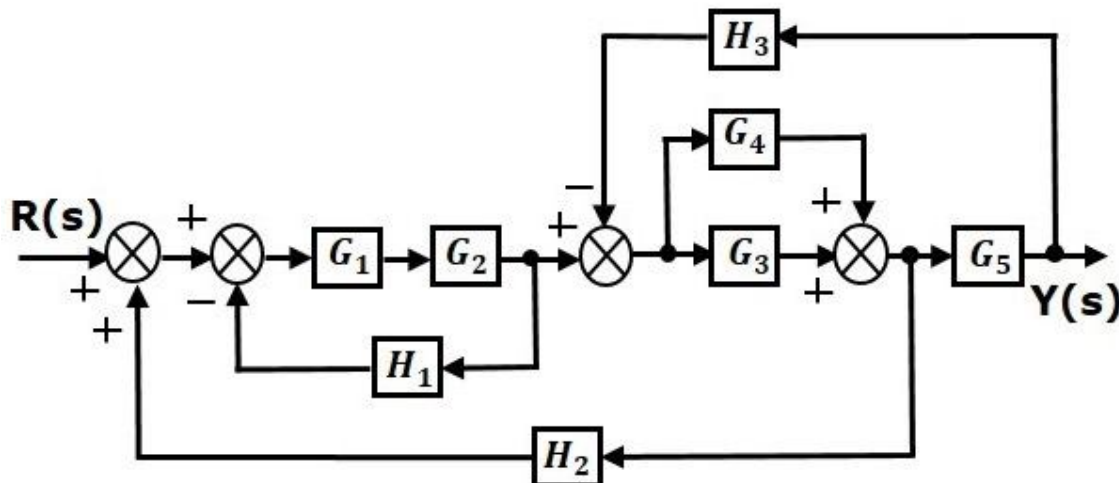 H₃
G₄
R(s)
+
−
+
+
G₁
G₂
G₃
G₅
+
−
+
+
Y(s)
+
H₁
H₂